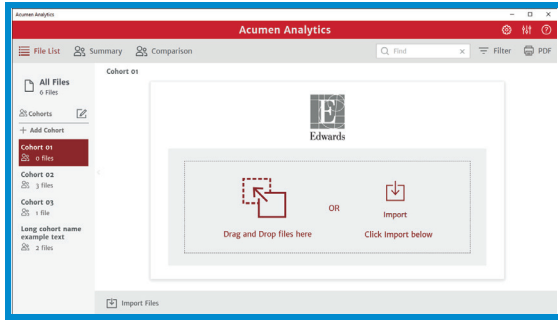 Acumen Analytics
Acumen Analytics
File List
Summary
Comparison
Find
Filter
PDF
All Files
6 Files
Cohorts
+ Add Cohort
Cohort 01
0 files
Cohort 02
3 files
Cohort 03
1 file
Long cohort name
example text
2 files
Cohort 01
E
Edwards
Drag and Drop files here
OR
Import
Click Import below
Import Files